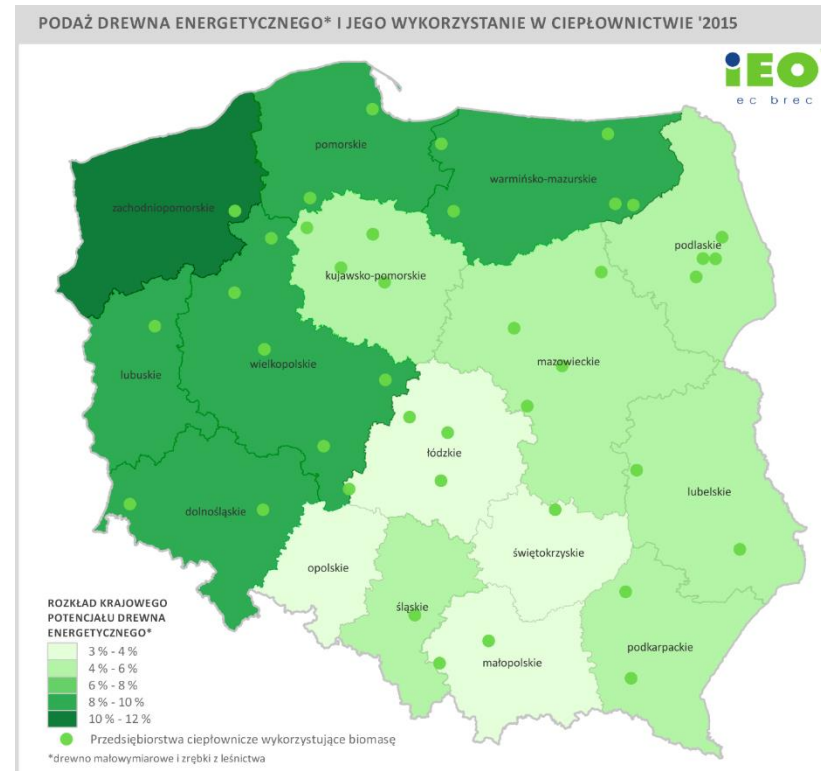 PODAŻ DREWNA ENERGETYCZNEGO* I JEGO WYKORZYSTANIE W CIEPŁOWNICTWIE '2015
iEO
ec brec
pomorskie
warmińsko-mazurskie
zachodniopomorskie
podlaskie
kujawsko-pomorskie
mazowieckie
wielkopolskie
lubuskie
łódzkie
lubelskie
dolnośląskie
świętokrzyskie
opolskie
śląskie
podkarpackie
małopolskie
ROZKŁAD KRAJOWEGO
POTENCJAŁU DREWNA
ENERGETYCZNEGO*
3 % - 4 %
4 % - 6 %
6 % - 8 %
8 % - 10 %
10 % - 12 %
Przedsiębiorstwa ciepłownicze wykorzystujące biomasę
*drewno małowymiarowe i zrębki z leśnictwa